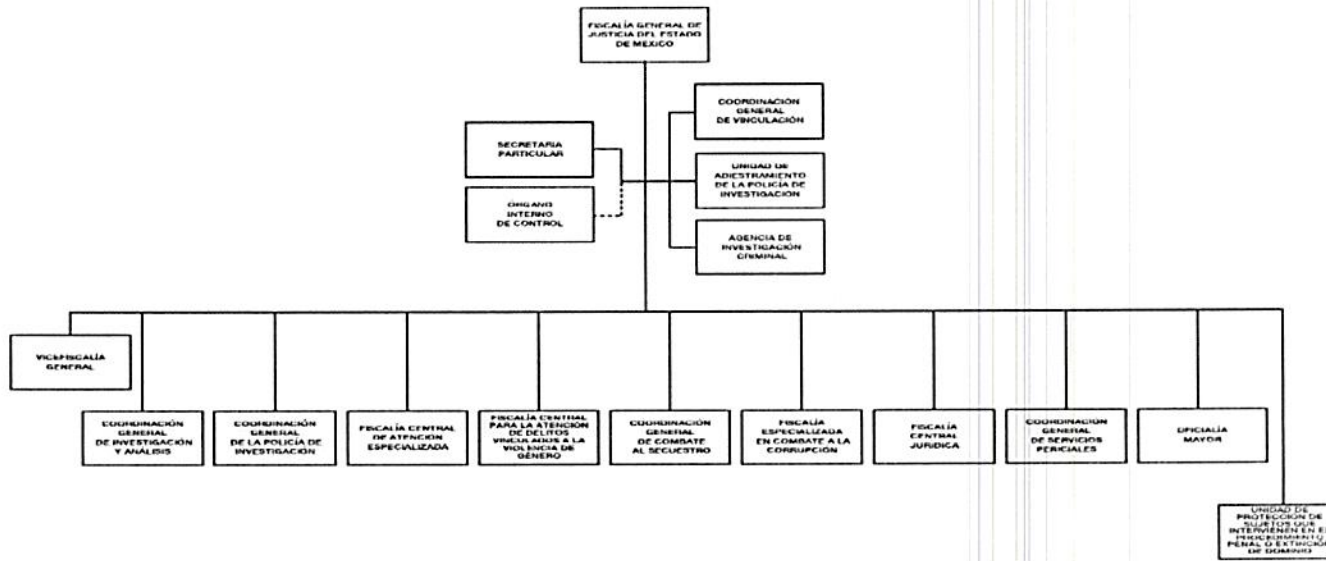 FISCALÍA GENERAL DE
JUSTICIA DEL ESTADO
DE MÉXICO
COORDINACIÓN
GENERAL
DE VINCULACIÓN
SECRETARIA
PARTICULAR
UNIDAD DE
ADIESTRAMIENTO
DE LA POLICÍA DE
INVESTIGACIÓN
ÓRGANO
INTERNO
DE CONTROL
AGENCIA DE
INVESTIGACIÓN
CRIMINAL
VICEFISCALÍA
GENERAL
COORDINACIÓN
GENERAL
DE INVESTIGACIÓN
Y ANÁLISIS
COORDINACIÓN
GENERAL
DE LA POLICÍA DE
INVESTIGACIÓN
FISCALÍA CENTRAL
DE ATENCIÓN
ESPECIALIZADA
FISCALÍA CENTRAL
PARA LA ATENCIÓN
DE DELITOS
VINCULADOS A LA
VIOLENCIA DE
GÉNERO
COORDINACIÓN
GENERAL
DE COMBATE
AL SECUESTRO
FISCALÍA
ESPECIALIZADA
EN COMBATE A LA
CORRUPCIÓN
FISCALÍA
CENTRAL
JURÍDICA
COORDINACIÓN
GENERAL
DE SERVICIOS
PERICIALES
OFICIALÍA
MAYOR
UNIDAD DE
PROTECCIÓN DE
SUJETOS QUE
INTERVIENEN EN EL
PROCEDIMIENTO
PENAL O EXTINCIÓN
DE DOMINIO